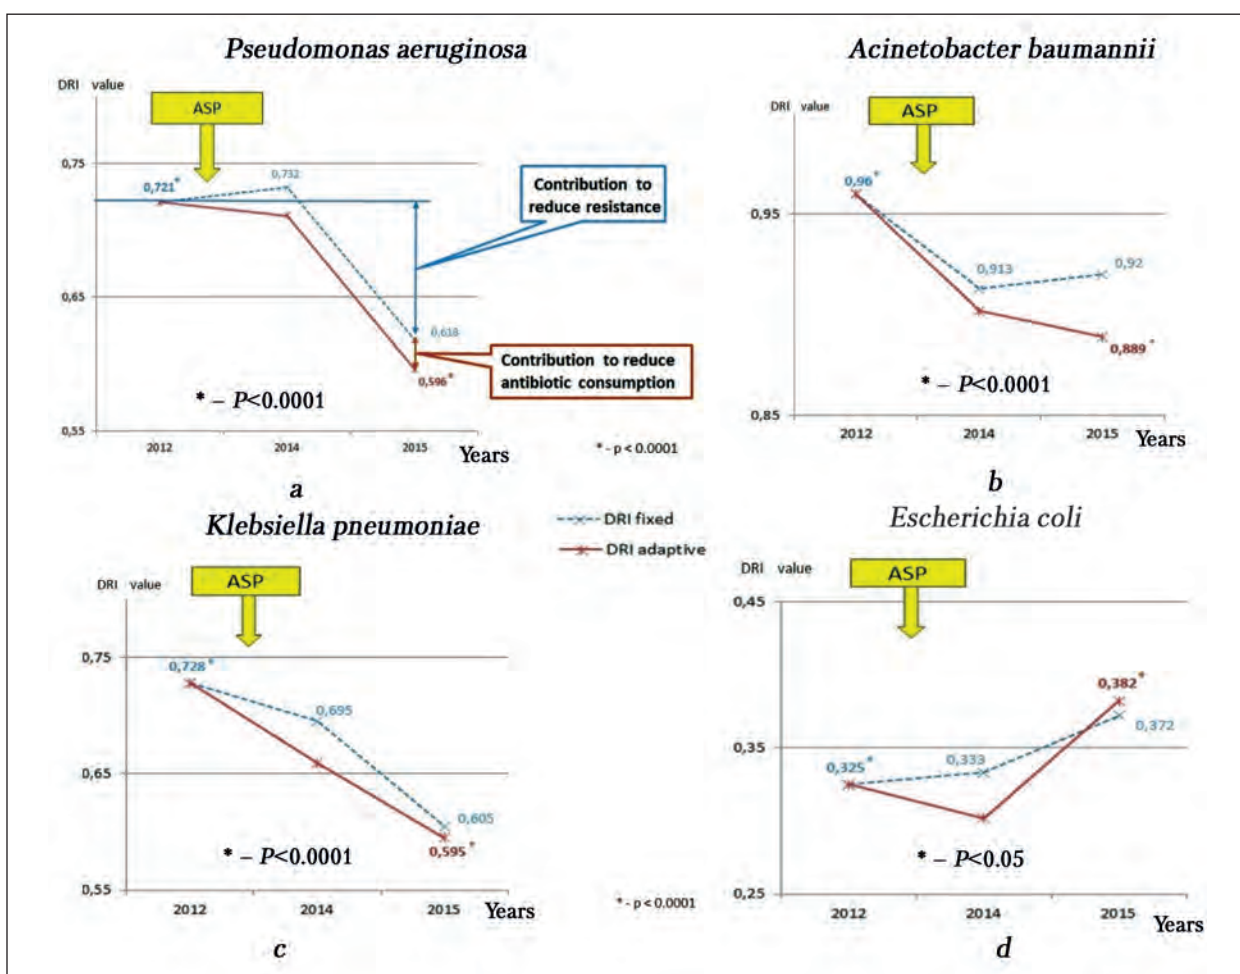 Pseudomonas aeruginosa
DRI value
ASP
0,75
0,721*
0,732
Contribution to
reduce resistance
0,65
0,618
Contribution to reduce
antibiotic consumption
0,596*
* – P<0.0001
0,55
2012
2014
2015
Years
* - p < 0.0001
a
Acinetobacter baumannii
DRI value
ASP
0,96*
0,95
0,913
0,92
0,889*
* – P<0.0001
0,85
2012
2014
2015
Years
b
DRI fixed
DRI adaptive
Klebsiella pneumoniae
DRI value
ASP
0,75
0,728*
0,695
0,65
0,605
0,595*
* – P<0.0001
0,55
2012
2014
2015
Years
* - p < 0.0001
c
Escherichia coli
DRI value
ASP
0,45
0,382*
0,372
0,35
0,325*
0,333
* – P<0.05
0,25
2012
2014
2015
Years
d